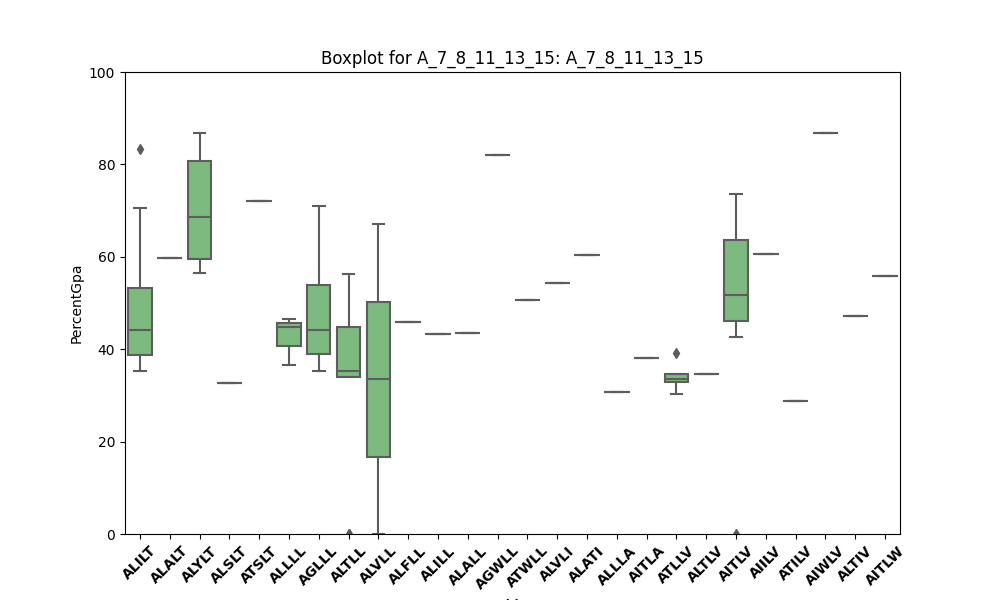 Boxplot for A_7_8_11_13_15: A_7_8_11_13_15
PercentGpa
100
80
60
40
20
0
ALILT
ALALT
ALYLT
ALSLT
ATSLT
ALLLL
AGLLL
ALTLL
ALVLL
ALFLL
ALILL
ALALL
AGWLL
ATWLL
ALVLI
ALATI
ALLLA
AITLA
ATLLV
ALTLV
AITLV
AIILV
ATILV
AIWLV
ALTIV
AITLW